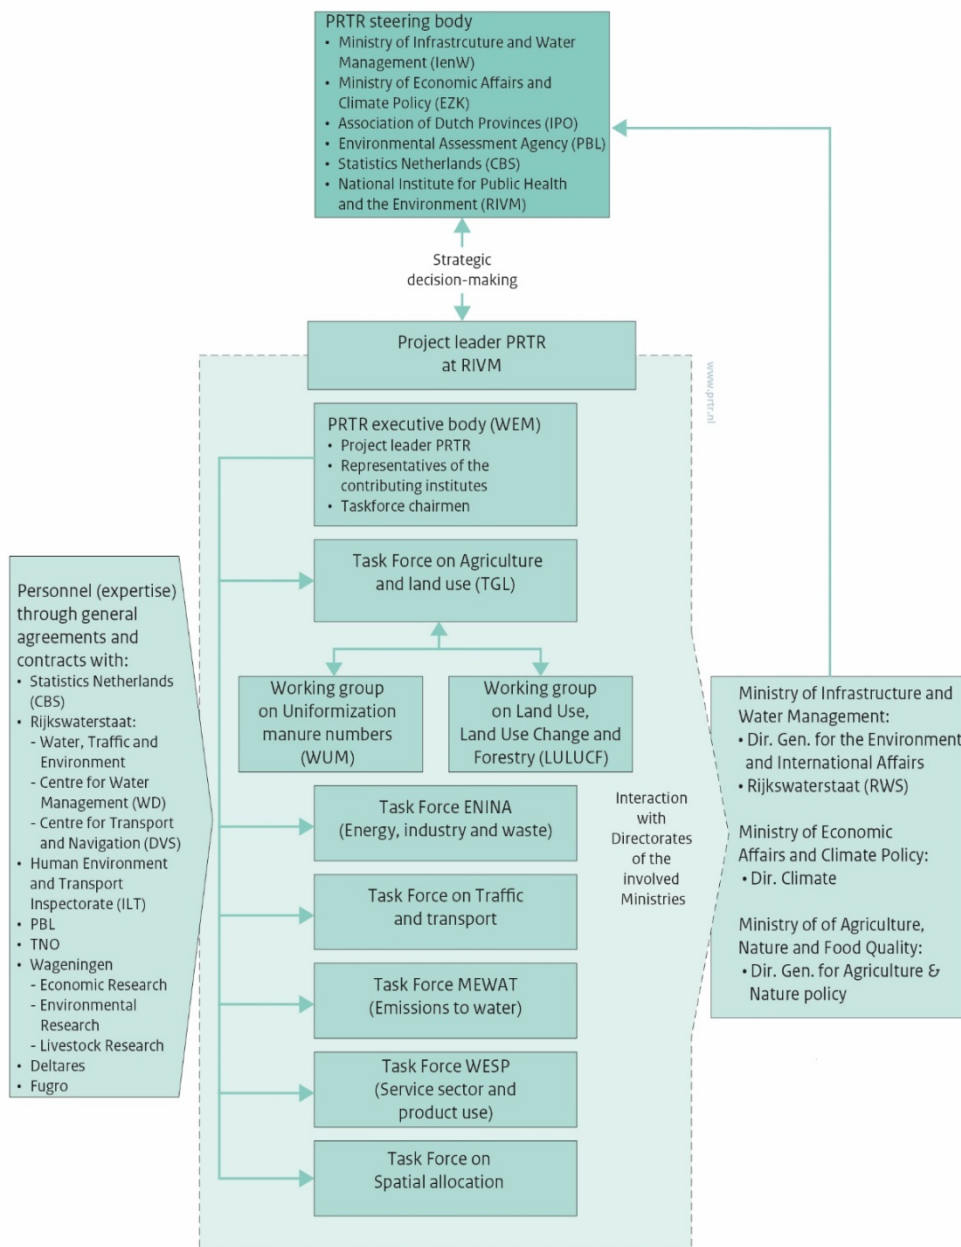 PRTR steering body
• Ministry of Infrastrcuture and Water
Management (IenW)
• Ministry of Economic Affairs and
Climate Policy (EZK)
• Association of Dutch Provinces (IPO)
• Environmental Assessment Agency (PBL)
• Statistics Netherlands (CBS)
• National Institute for Public Health
and the Environment (RIVM)
Strategic
decision-making
Project leader PRTR
at RIVM
www.prtr.nl
PRTR executive body (WEM)
• Project leader PRTR
• Representatives of the
contributing institutes
• Taskforce chairmen
Task Force on Agriculture
and land use (TGL)
Working group
on Uniformization
manure numbers
(WUM)
Working group
on Land Use,
Land Use Change and
Forestry (LULUCF)
Task Force ENINA
(Energy, industry and waste)
Task Force on Traffic
and transport
Task Force MEWAT
(Emissions to water)
Task Force WESP
(Service sector and
product use)
Task Force on
Spatial allocation
Personnel (expertise)
through general
agreements and
contracts with:
• Statistics Netherlands
(CBS)
• Rijkswaterstaat:
- Water, Traffic and
Environment
- Centre for Water
Management (WD)
- Centre for Transport
and Navigation (DVS)
• Human Environment
and Transport
Inspectorate (ILT)
• PBL
• TNO
• Wageningen
- Economic Research
- Environmental
Research
- Livestock Research
• Deltares
• Fugro
Interaction
with
Directorates
of the
involved
Ministries
Ministry of Infrastructure and
Water Management:
• Dir. Gen. for the Environment
and International Affairs
• Rijkswaterstaat (RWS)
Ministry of Economic
Affairs and Climate Policy:
• Dir. Climate
Ministry of of Agriculture,
Nature and Food Quality:
• Dir. Gen. for Agriculture &
Nature policy